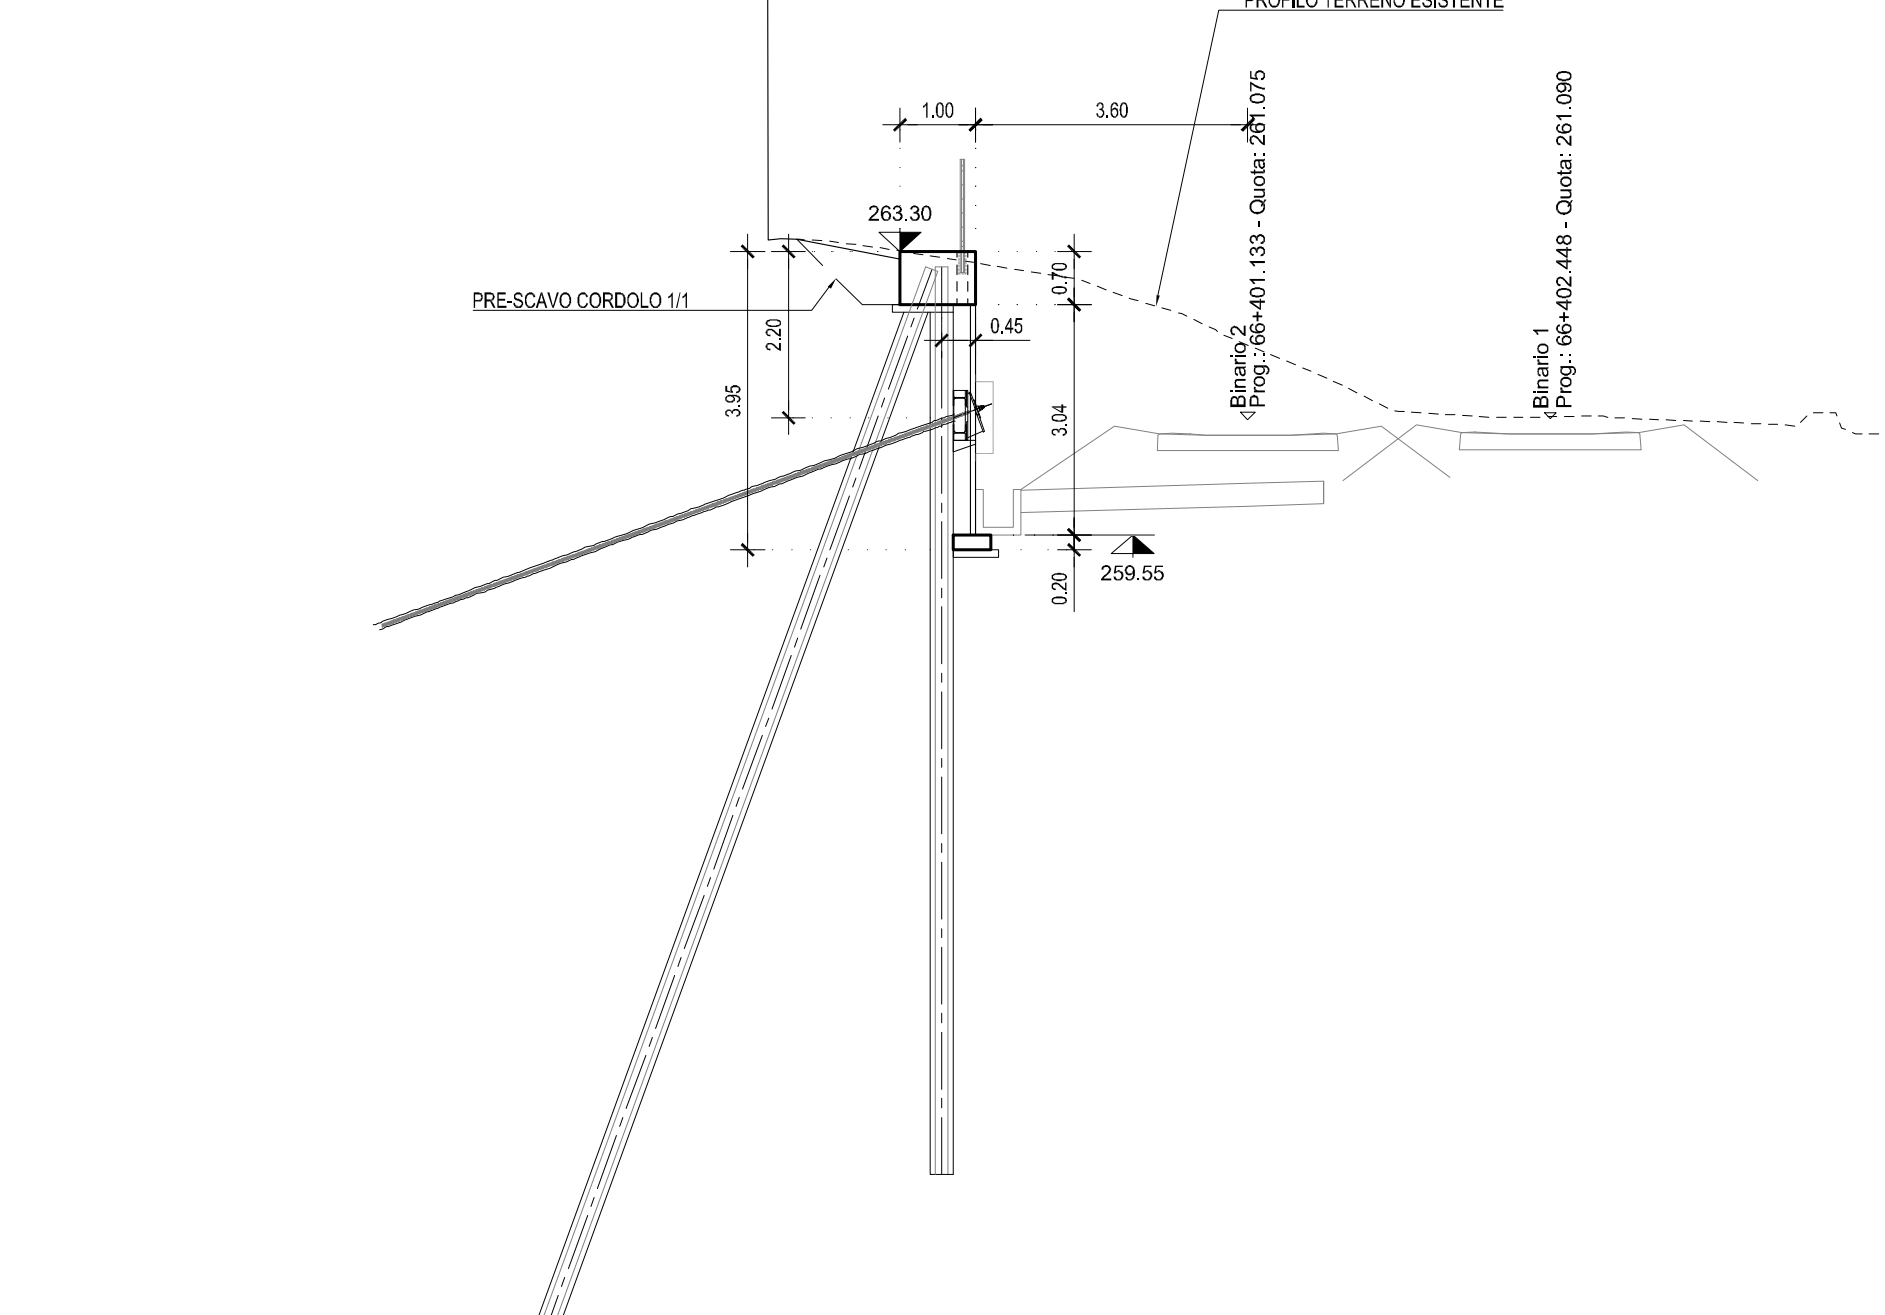 PROFILO TERRENO ESISTENTE
1.00
3.60
263.30
PRE-SCAVO CORDOLO 1/1
0.70
0.45
2.20
3.95
3.04
0.20
259.55
Binario 2
Prog.: 66+401.133 - Quota: 261.075
Binario 1
Prog.: 66+402.448 - Quota: 261.090